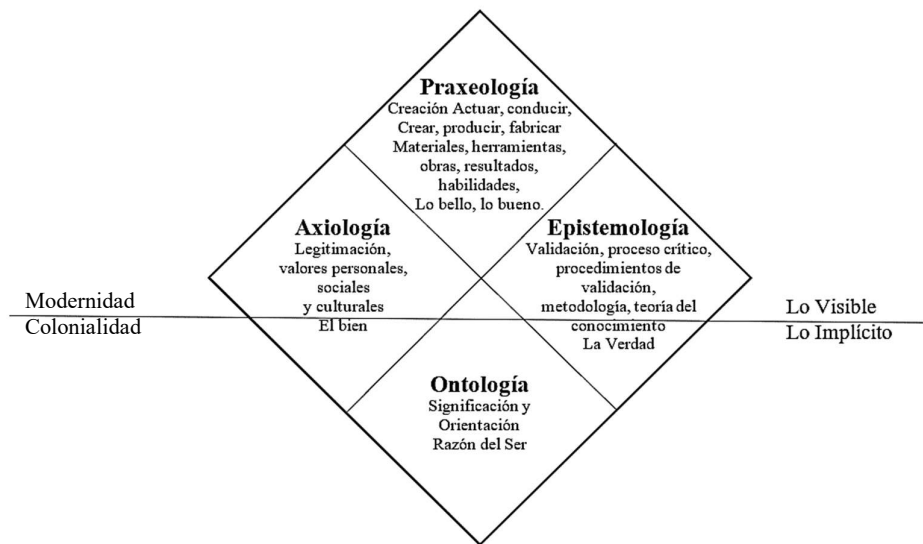 Praxeología
Creación Actuar, conducir,
Crear, producir, fabricar
Materiales, herramientas,
obras, resultados,
habilidades,
Lo bello, lo bueno.
Axiología
Legitimación,
valores personales,
sociales
y culturales
El bien
Epistemología
Validación, proceso crítico,
procedimientos de
validación,
metodología, teoría del
conocimiento
La Verdad
Modernidad
Colonialidad
Lo Visible
Lo Implícito
Ontología
Significación y
Orientación
Razón del Ser